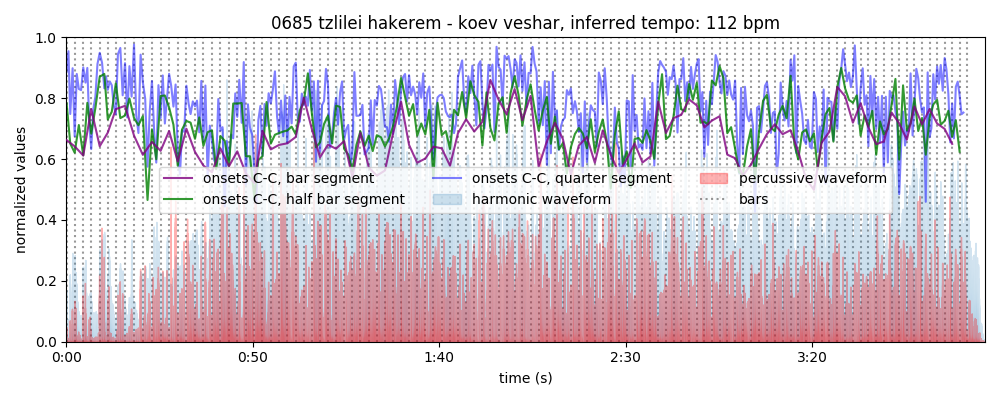 0685 tzlilei hakerem - koev veshar, inferred tempo: 112 bpm
1.0
0.8
0.6
0.4
0.2
0.0
normalized values
onsets C-C, bar segment
onsets C-C, half bar segment
onsets C-C, quarter segment
harmonic waveform
percussive waveform
bars
0:00 0:50 1:40 2:30 3:20
time (s)